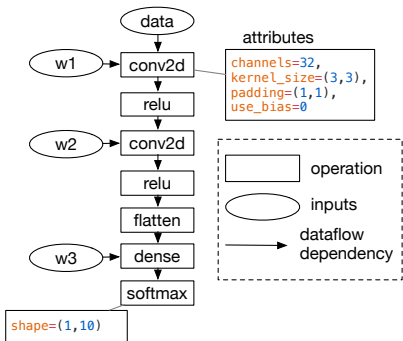 data
attributes
w1
conv2d
channels=32,
kernel_size=(3,3),
padding=(1,1),
use_bias=0
relu
w2
conv2d
relu
flatten
w3
dense
softmax
shape=(1,10)
operation
inputs
dataflow
dependency